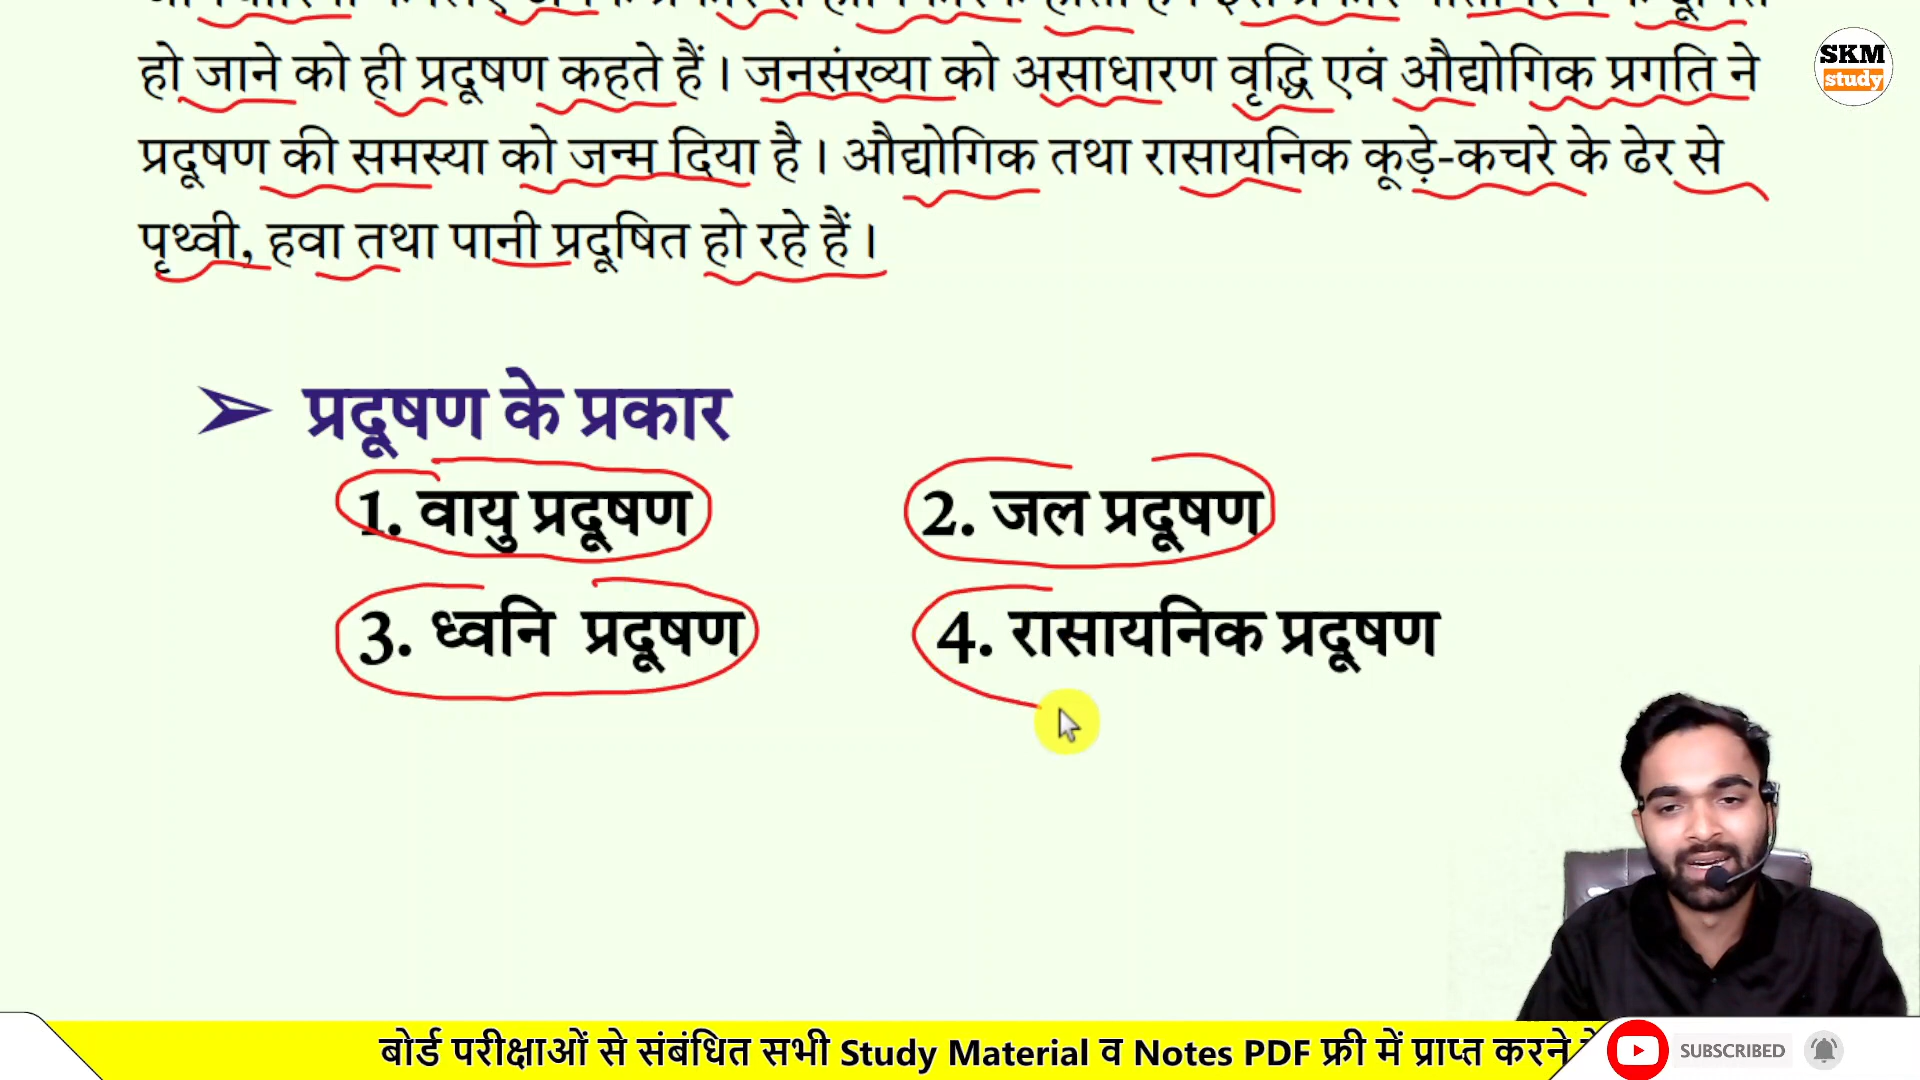 हो जाने को ही प्रदूषण कहते हैं। जनसंख्या को असाधारण वृद्धि एवं औद्योगिक प्रगति ने
प्रदूषण की समस्या को जन्म दिया है। औद्योगिक तथा रासायनिक कूड़े-कचरे के ढेर से
पृथ्वी, हवा तथा पानी प्रदूषित हो रहे हैं।
SKM
study
➢ प्रदूषण के प्रकार
1. वायु प्रदूषण 2. जल प्रदूषण
3. ध्वनि प्रदूषण 4. रासायनिक प्रदूषण
बोर्ड परीक्षाओं से संबंधित सभी Study Material व Notes PDF फ्री में प्राप्त करने
SUBSCRIBED